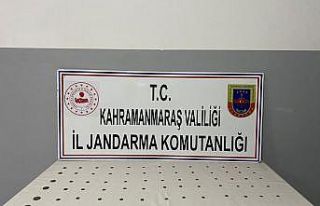 T.C.
KAHRAMANMARAŞ VALİLİĞİ
İL JANDARMA KOMUTANLIĞI